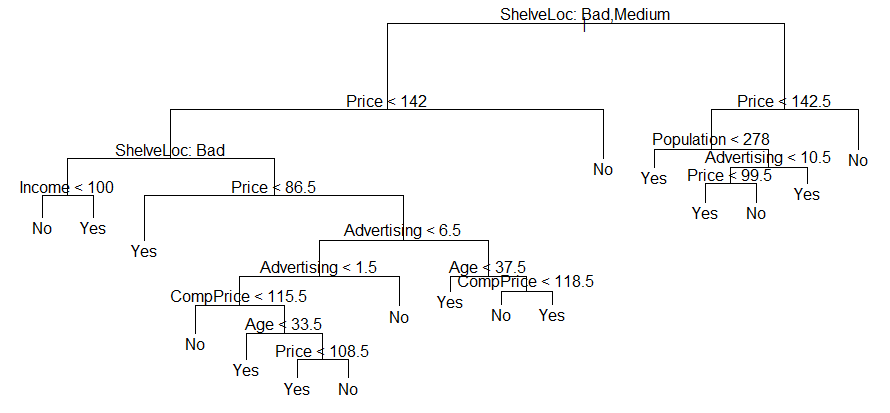 ShelveLoc: Bad,Medium
Price < 142
Price < 142.5
Population < 278
ShelveLoc: Bad
Advertising < 10.5
No
No
Price < 99.5
Yes
Income < 100
Price < 86.5
Yes
Yes
No
No
Yes
Advertising < 6.5
Yes
Advertising < 1.5
Age < 37.5
CompPrice < 118.5
CompPrice < 115.5
Yes
No
No
Yes
Age < 33.5
No
Price < 108.5
Yes
Yes
No